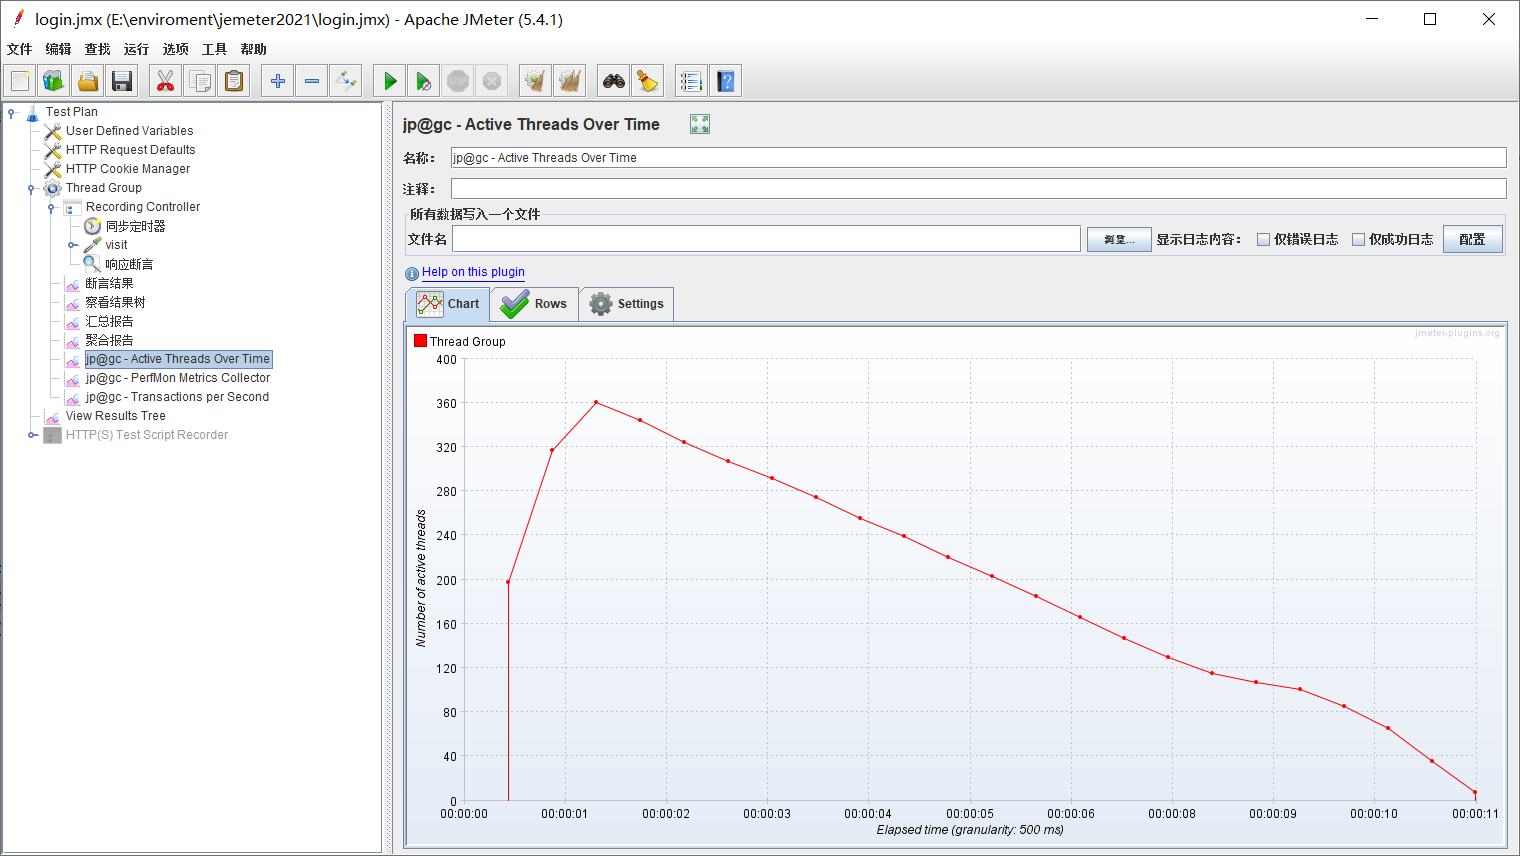 login.jmx (E:\enviroment\jemeter2021\login.jmx) - Apache JMeter (5.4.1)
文件 编辑 查找 运行 选项 工具 帮助
STOP
Test Plan
User Defined Variables
HTTP Request Defaults
HTTP Cookie Manager
Thread Group
Recording Controller
同步定时器
visit
响应断言
断言结果
察看结果树
汇总报告
聚合报告
jp@gc - Active Threads Over Time
jp@gc - PerfMon Metrics Collector
jp@gc - Transactions per Second
View Results Tree
HTTP(S) Test Script Recorder
jp@gc - Active Threads Over Time
名称： jp@gc - Active Threads Over Time
注释：
所有数据写入一个文件
文件名 浏览... 显示日志内容： 仅错误日志 仅成功日志 配置
Help on this plugin
Chart Rows Settings
jmeter-plugins.org
Thread Group
400
360
320
280
240
200
160
120
80
40
0
Number of active threads
00:00:00 00:00:01 00:00:02 00:00:03 00:00:04 00:00:05 00:00:06 00:00:08 00:00:09 00:00:10 00:00:11
Elapsed time (granularity: 500 ms)